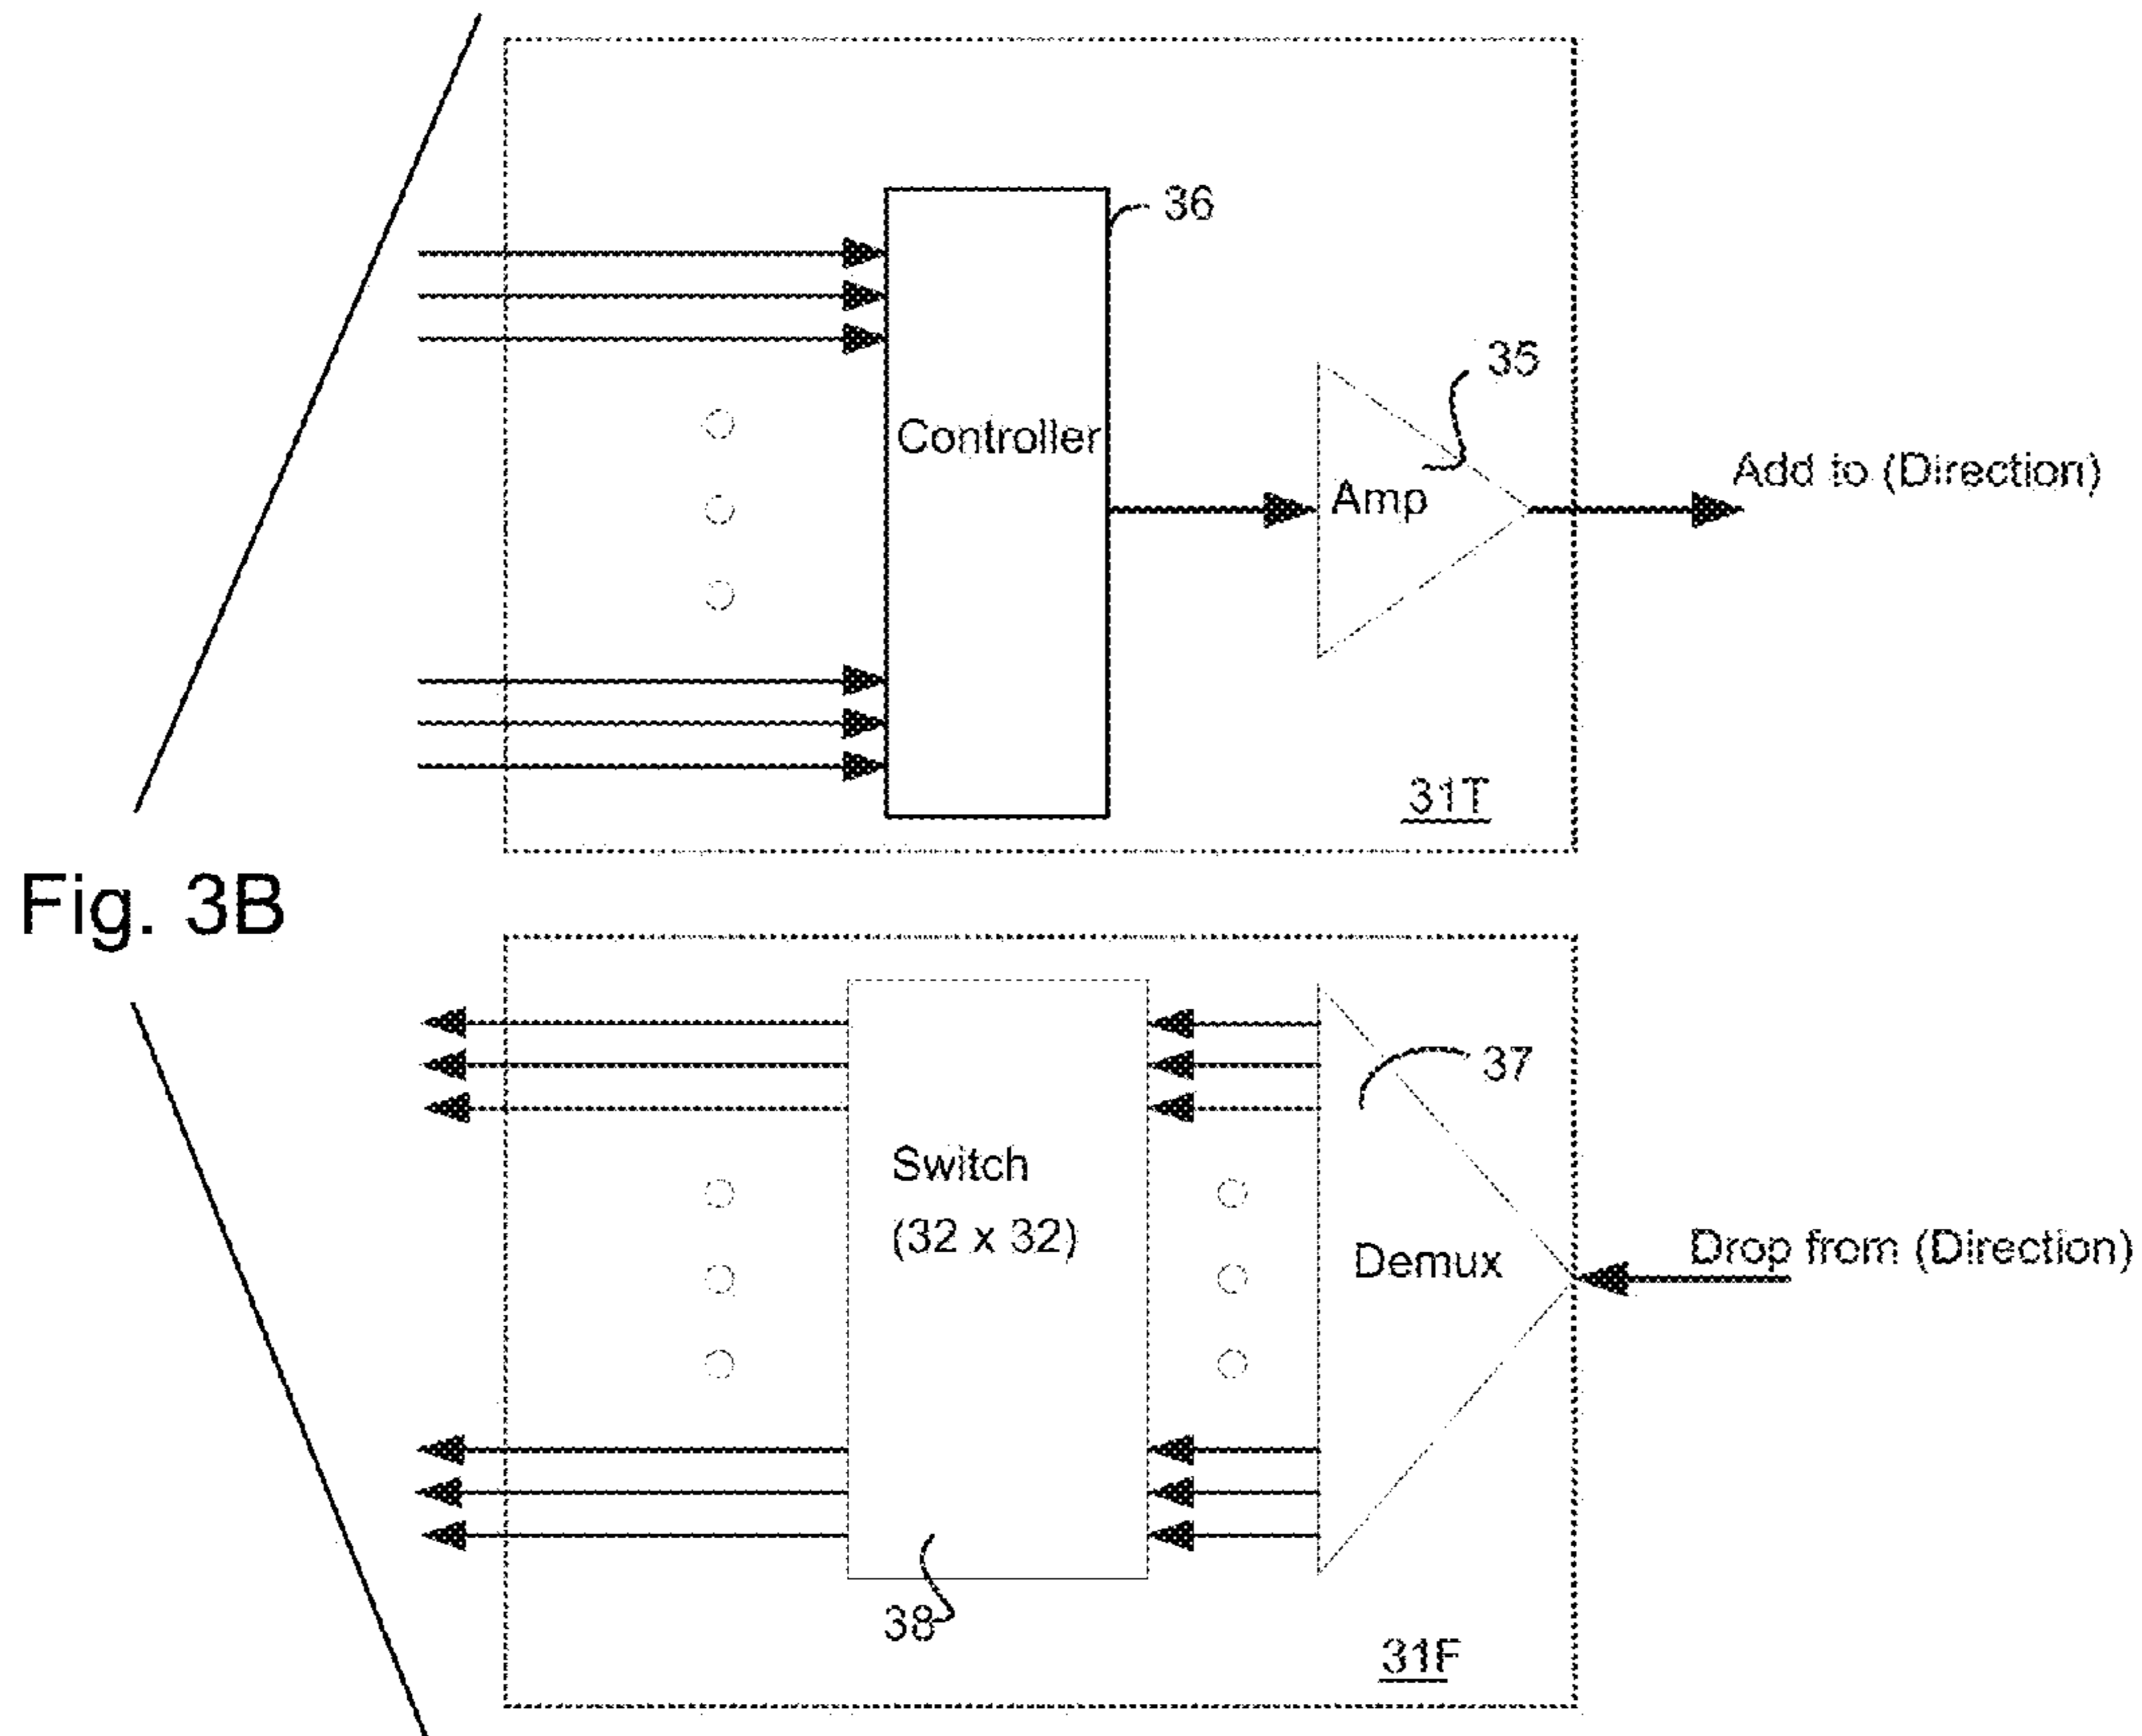 36
Controller
35
Amp
Add to (Direction)
31T
Fig. 3B
37
Switch
(32 x 32)
Demux
Drop from (Direction)
38
31F